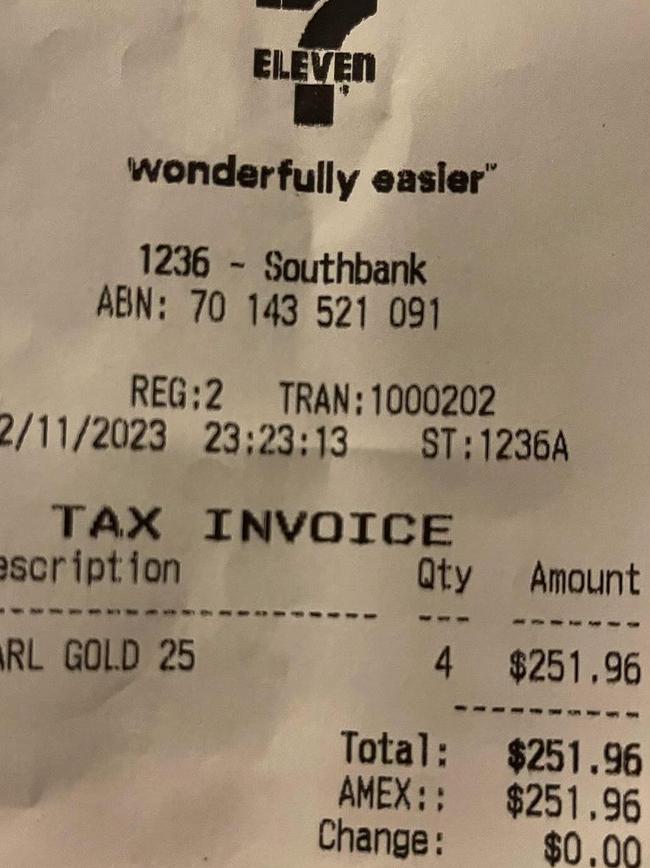 ELEVEn
"wonderfully easier"™
1236 - Southbank
ABN: 70 143 521 091
REG:2 TRAN:1000202
2/11/2023 23:23:13 ST:1236A
TAX INVOICE
escription Qty Amount
ARL GOLD 25 4 $251.96
Total: $251.96
AMEX:: $251.96
Change: $0.00